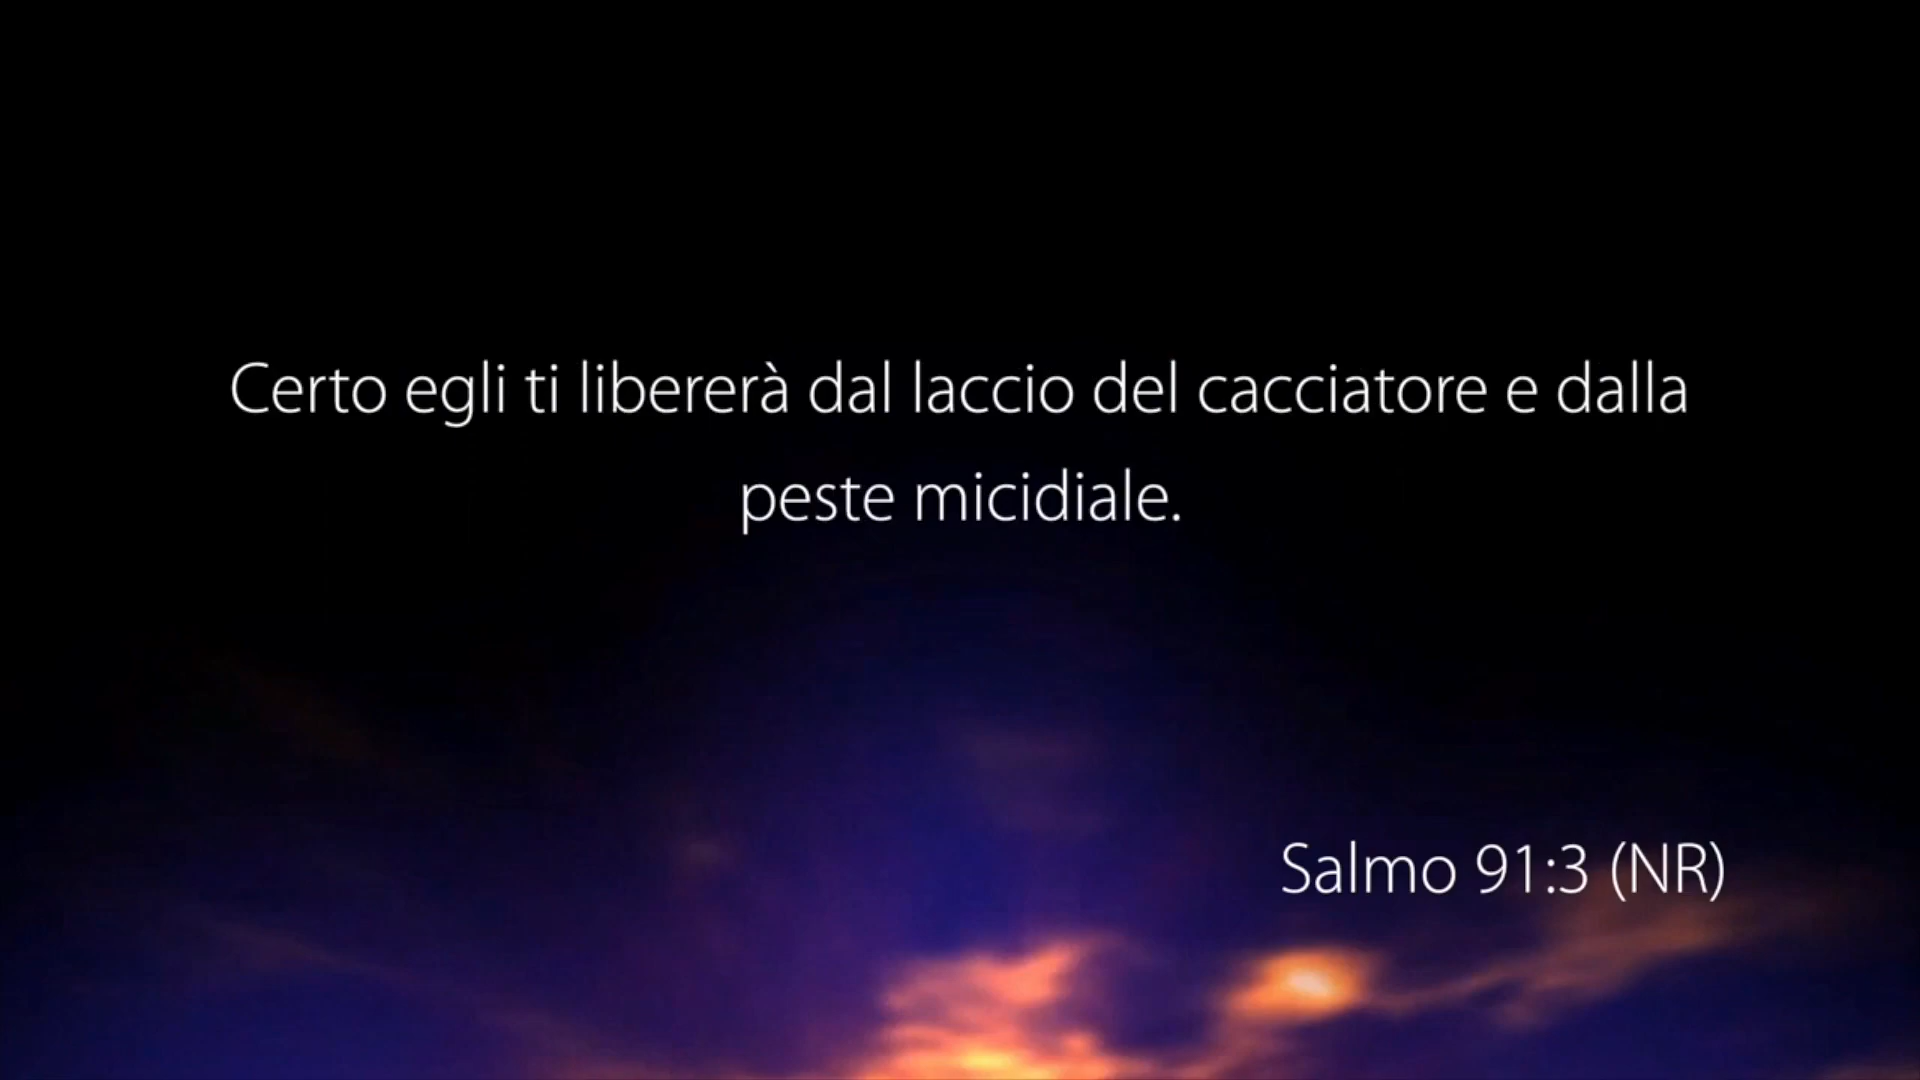 Certo egli ti libererà dal laccio del cacciatore e dalla
peste micidiale.
Salmo 91:3 (NR)